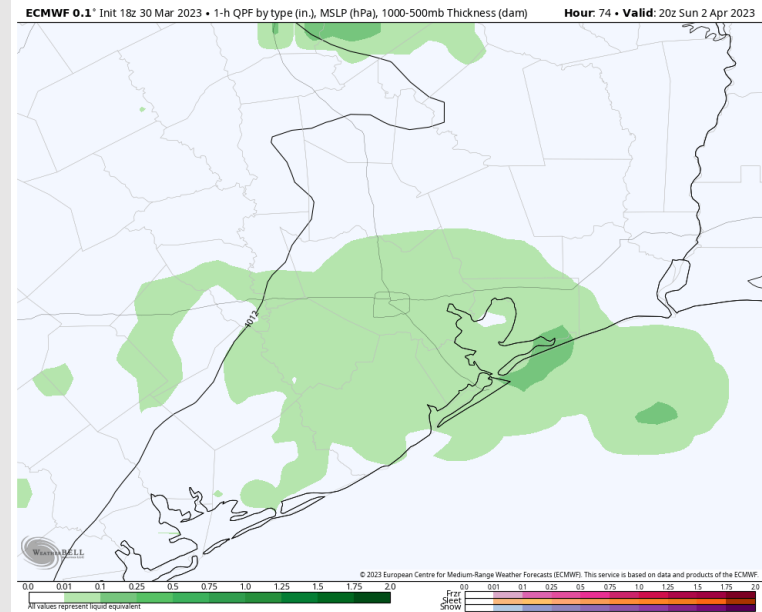 ECMWF 0.1° Init 18z 30 Mar 2023 • 1-h QPF by type (in.), MSLP (hPa), 1000-500mb Thickness (dam) Hour: 74 • Valid: 20z Sun 2 Apr 2023
1012
WEATHERBELL
© 2023 European Centre for Medium-Range Weather Forecasts (ECMWF). This service is based on data and products of the ECMWF.
0.0 0.01 0.1 0.25 0.5 0.75 1.0 1.25 1.5 1.75 2.0
All values represent liquid equivalent
0.0 0.01 0.1 0.25 0.50 0.75 1.0 1.25 1.50 1.75 2.0
Frzr
Sleet
Snow